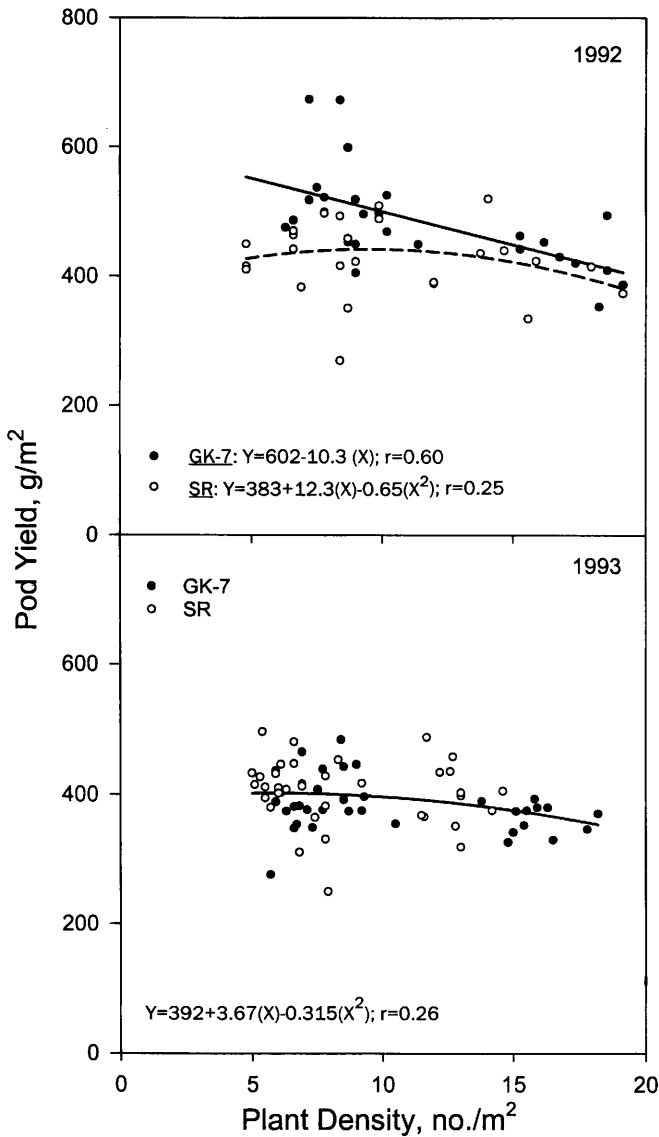 800
1992
600
400
200
GK-7: Y=602-10.3 (X); r=0.60
SR: Y=383+12.3(X)-0.65(X²); r=0.25
0
Pod Yield, g/m²
1993
GK-7
SR
600
400
200
Y=392+3.67(X)-0.315(X²); r=0.26
0
0 5 10 15 20
Plant Density, no./m²